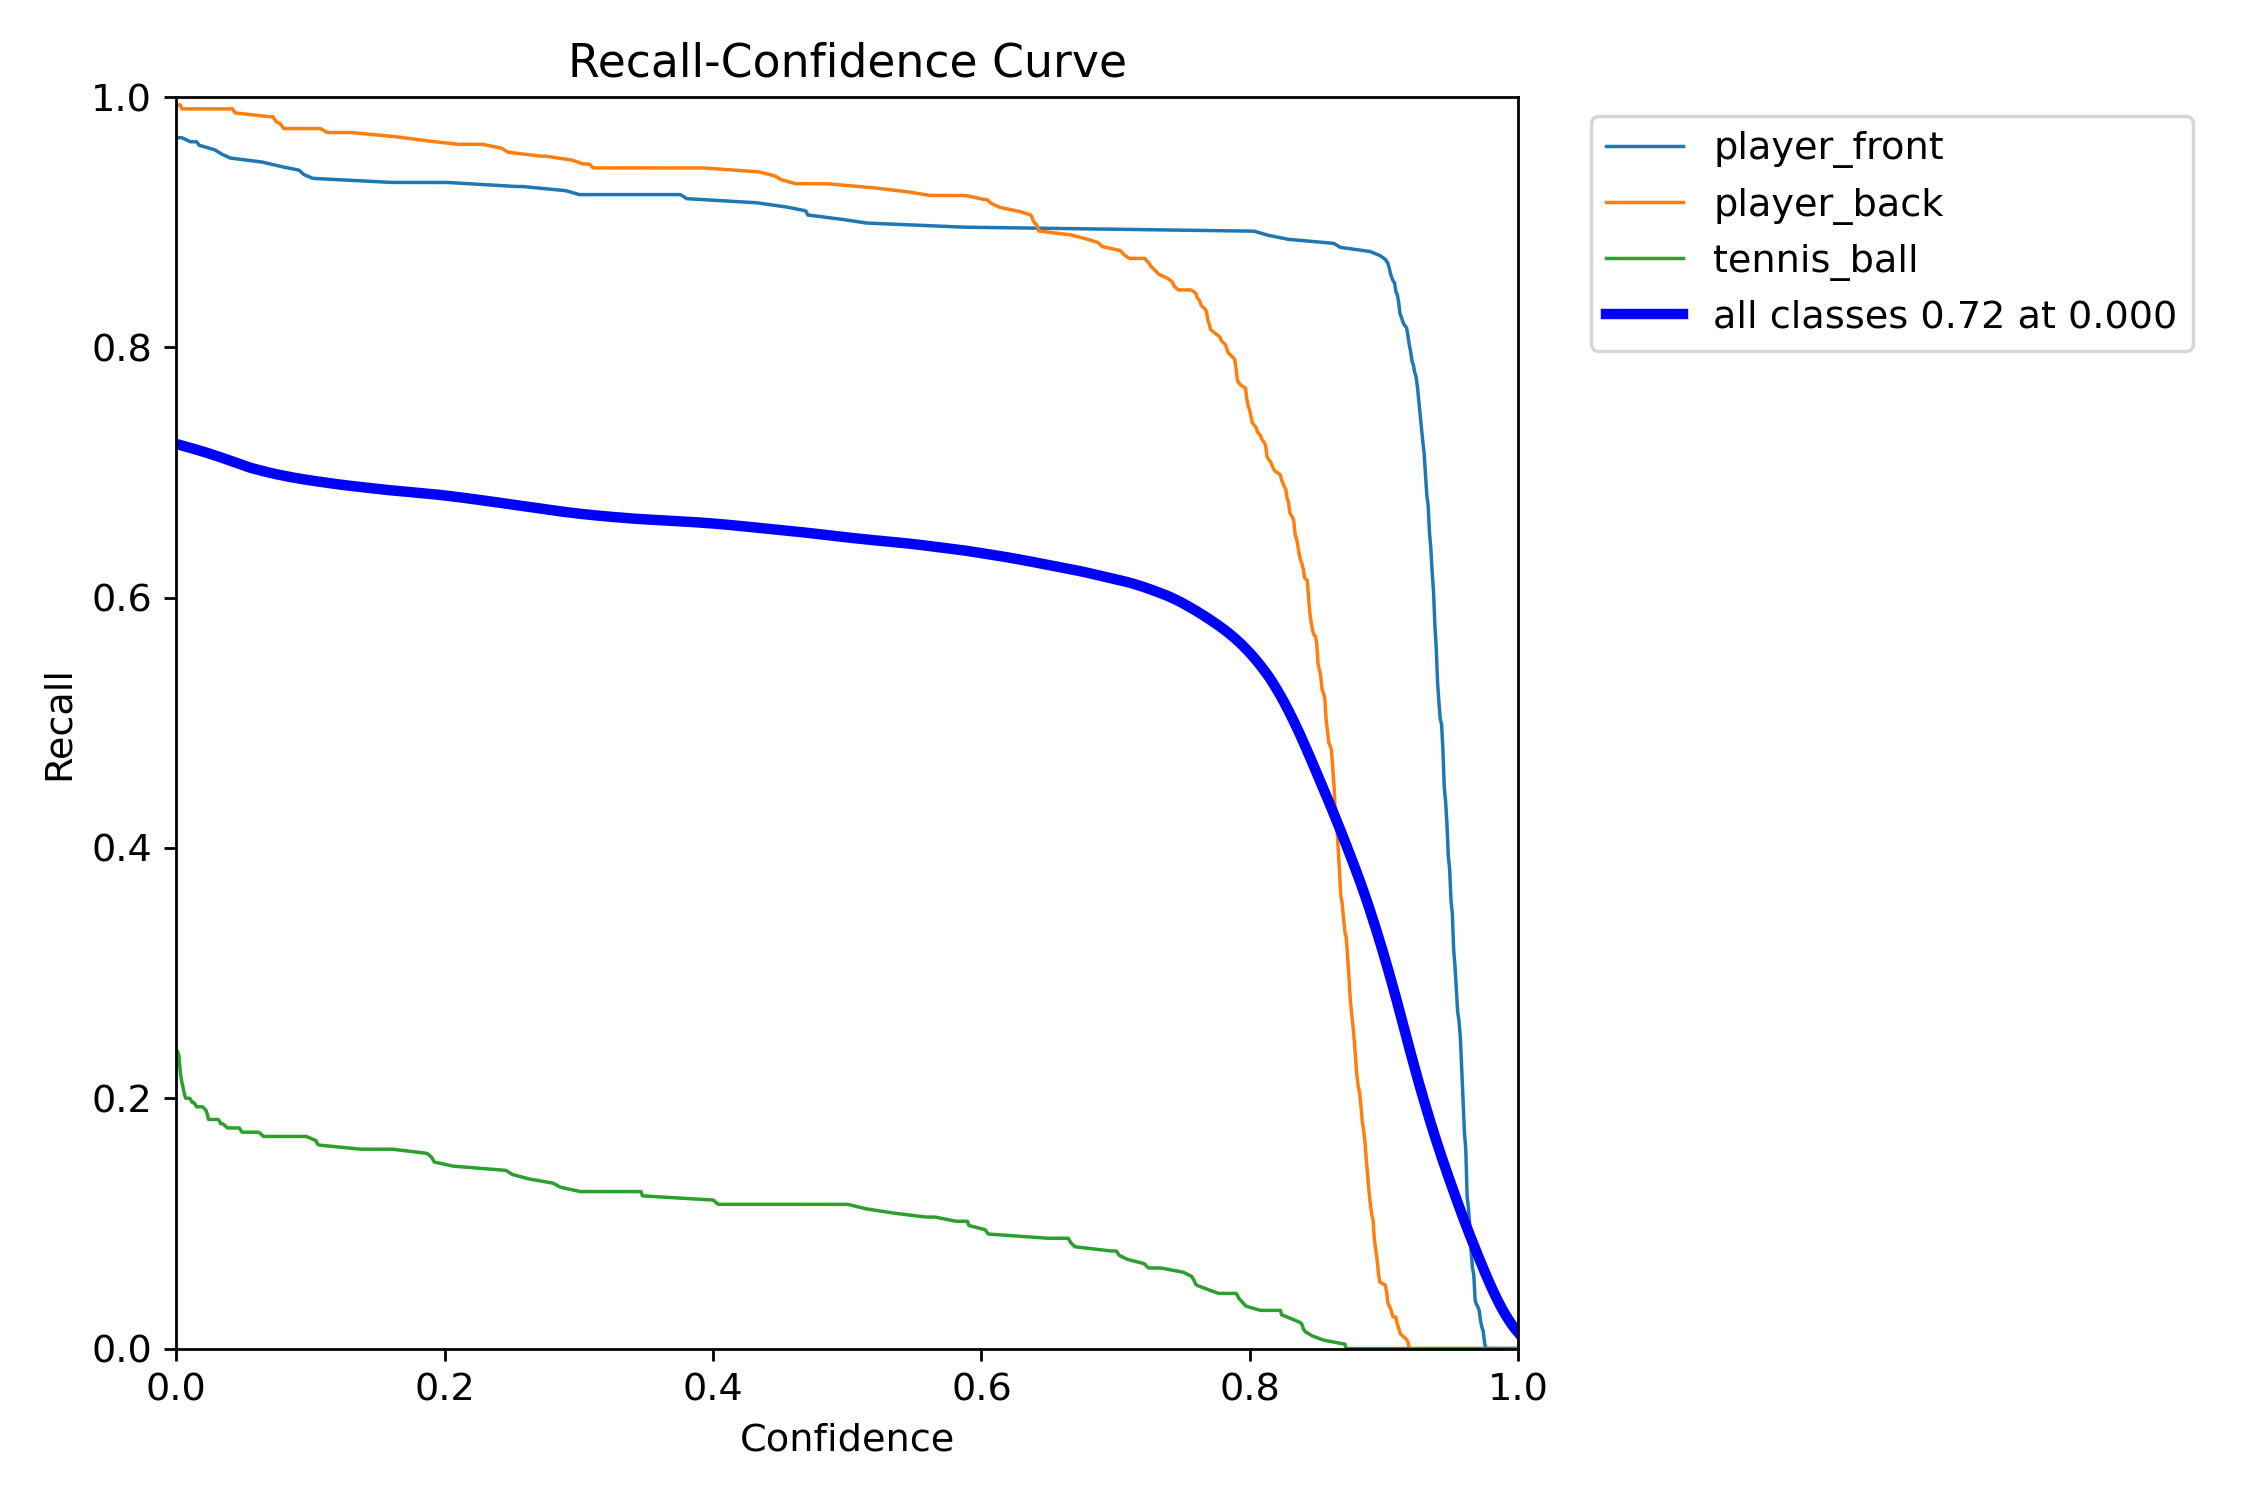 Recall-Confidence Curve
1.0
0.8
0.6
0.4
0.2
0.0
Recall
0.0 0.2 0.4 0.6 0.8 1.0
Confidence
player_front
player_back
tennis_ball
all classes 0.72 at 0.000